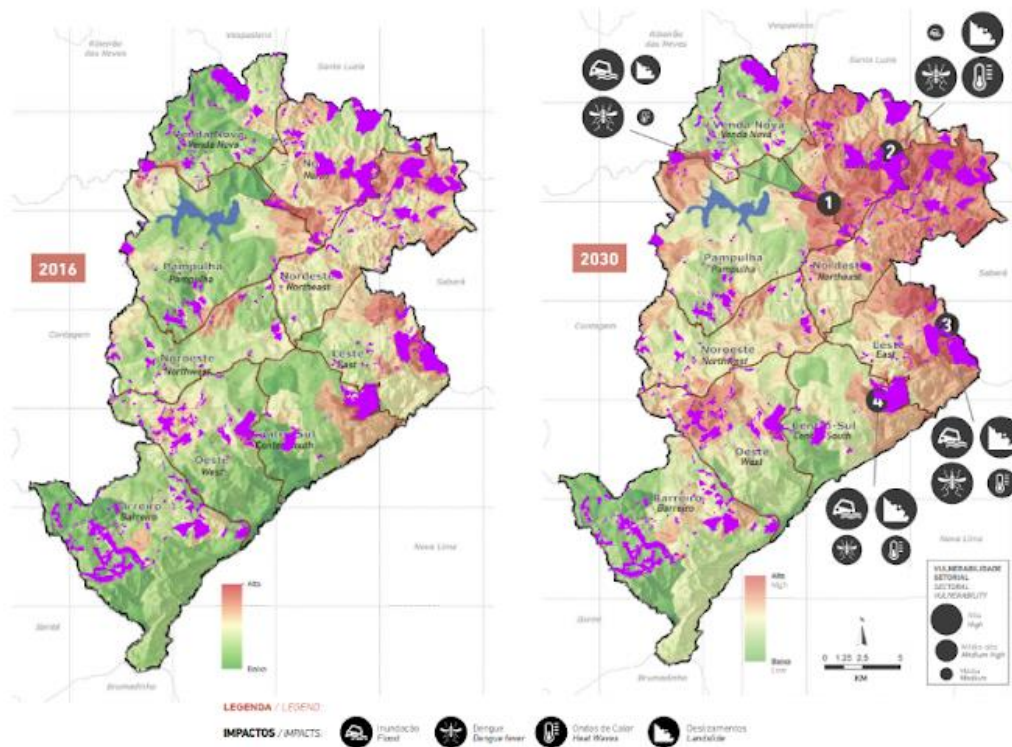 Vespasiano
Ribeirão
das Neves
Santa Luzia
Venda Nova
Venda Nova
2016
Pampulha
Pampulha
Nordeste
Northeast
Sabará
Contagem
Noroeste
Northwest
Leste
East
Centro-Sul
Center South
Oeste
West
Barreiro
Barreiro
Nova Lima
Alto
Baixo
Ibirité
Brumadinho
Vespasiano
Ribeirão
das Neves
Santa Luzia
Venda Nova
Venda Nova
2
1
2030
Pampulha
Pampulha
Nordeste
Northeast
Sabará
Contagem
3
Noroeste
Leste
East
4
Centro-Sul
Center South
Oeste
West
Barreiro
Barreiro
Nova Lima
VULNERABILIDADE
SETORIAL
SECTORAL
VULNERABILITY
Alta
High
Médio alta
Medium high
Média
Medium
Alto
High
Baixo
Low
N
0 1.25 2.5 5
KM
Brumadinho
LEGENDA / LEGEND:
IMPACTOS / IMPACTS:
Inundação
Flood
Dengue
Dengue fever
Ondas de Calor
Heat Waves
Deslizamentos
Landslide